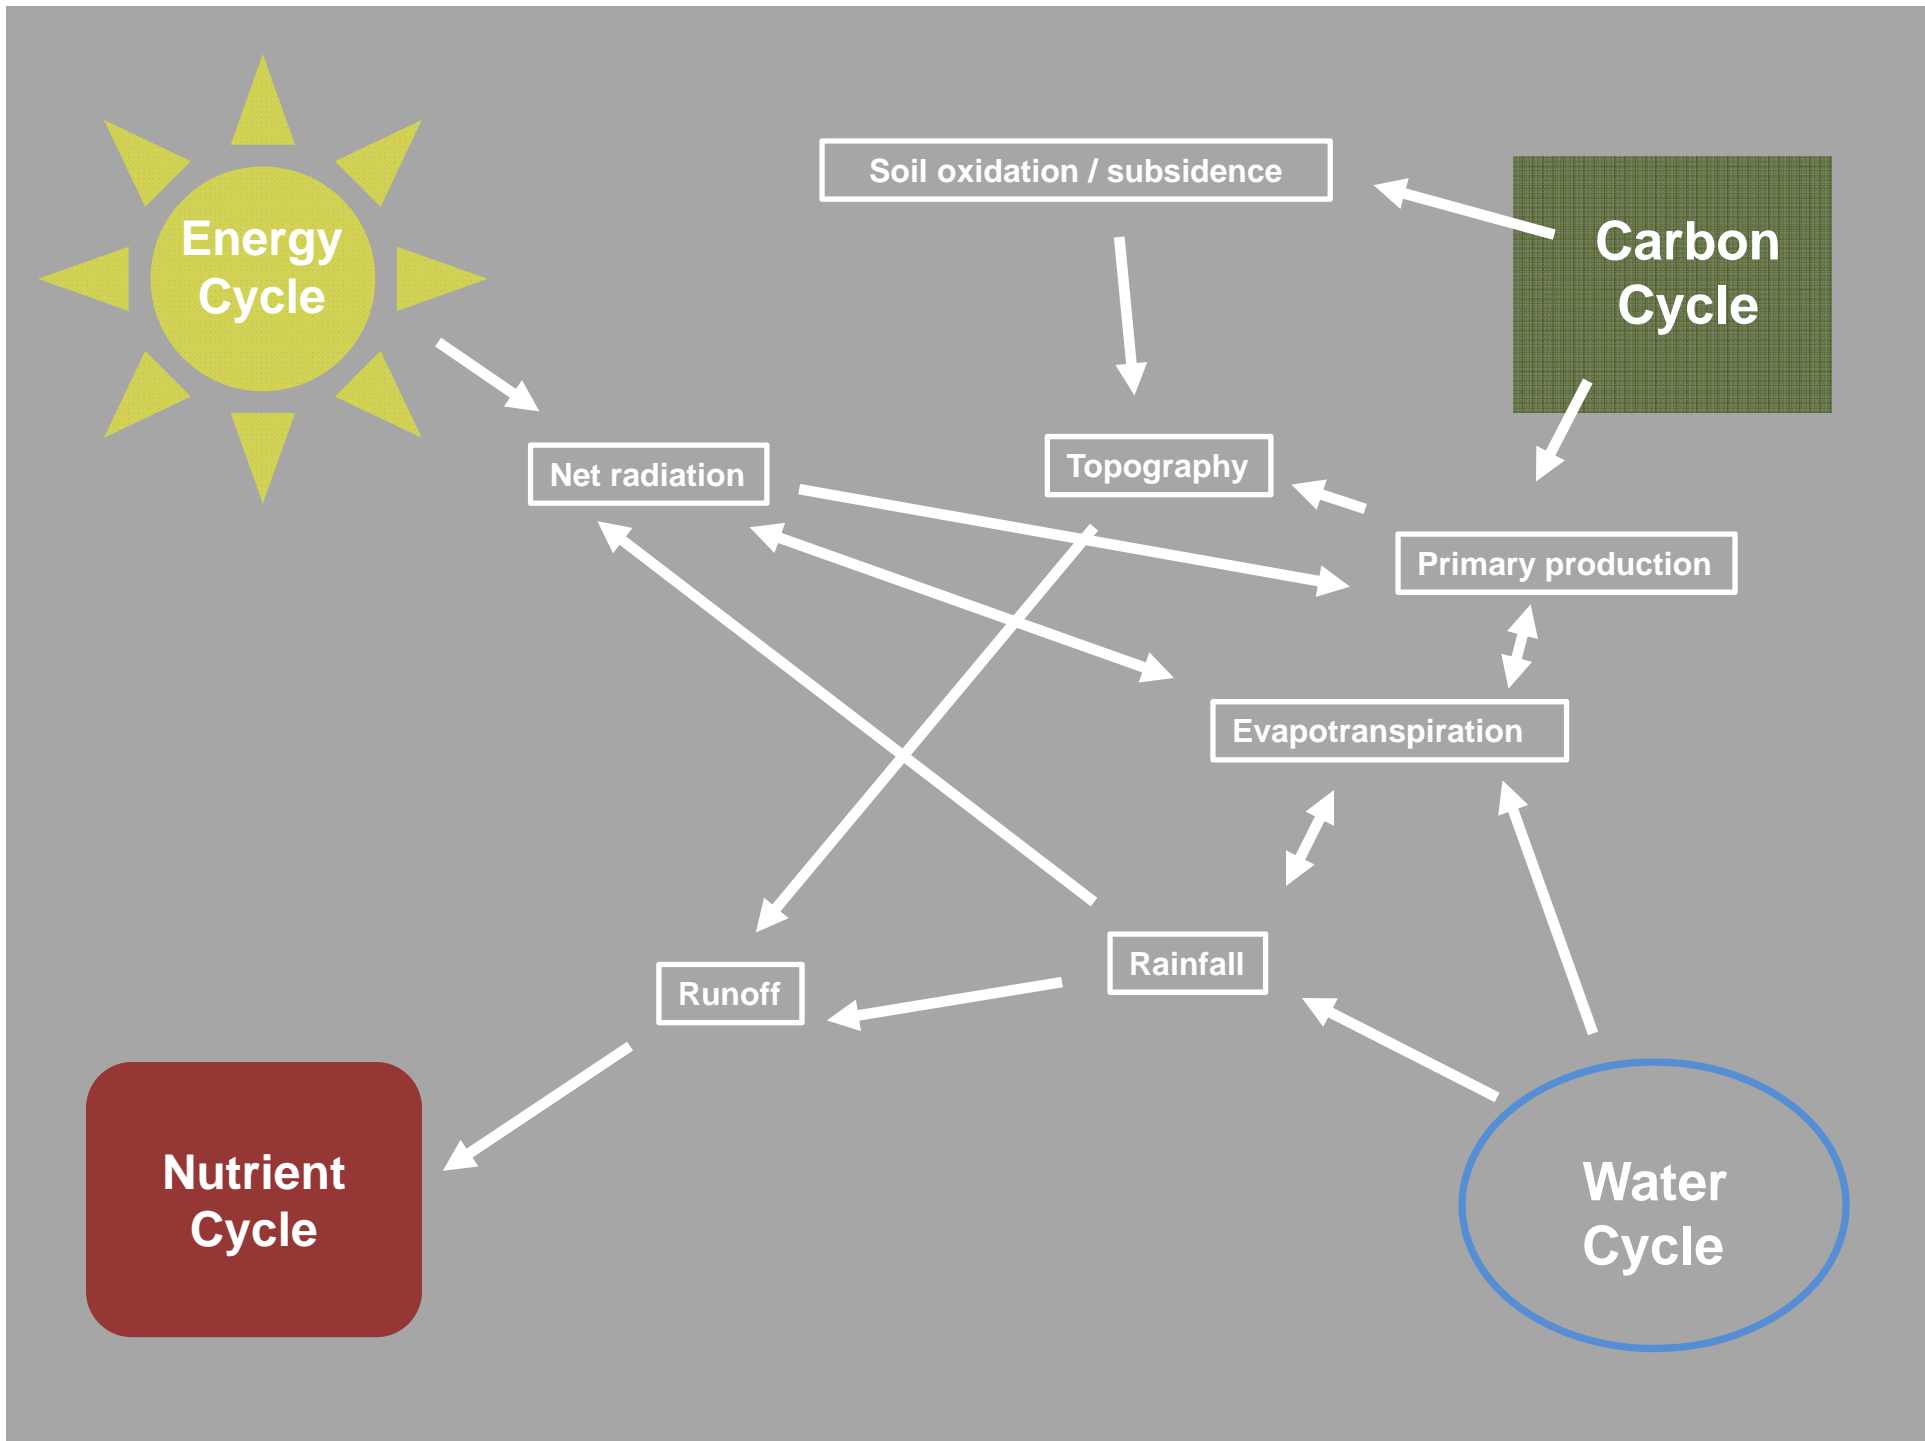 Soil oxidation / subsidence
Energy
Cycle
Carbon
Cycle
Net radiation
Topography
Primary production
Evapotranspiration
Rainfall
Runoff
Nutrient
Cycle
Water
Cycle